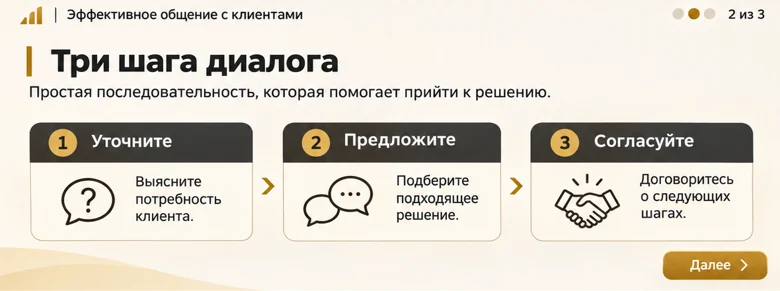 Эффективное общение с клиентами
2 из 3
Три шага диалога
Простая последовательность, которая помогает прийти к решению.
1 Уточните
?
Выясните
потребность
клиента.
2 Предложите
Подберите
подходящее
решение.
3 Согласуйте
Договоритесь
о следующих
шагах.
Далее